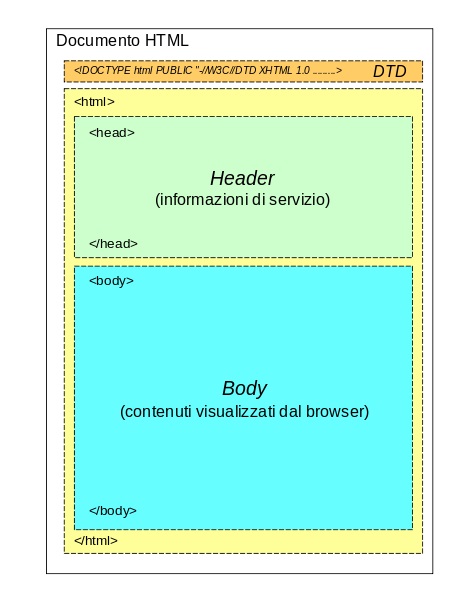 Documento HTML
<!DOCTYPE html PUBLIC "-//W3C//DTD XHTML 1.0 ........> DTD
<html>
<head>
Header
(informazioni di servizio)
</head>
<body>
Body
(contenuti visualizzati dal browser)
</body>
</html>